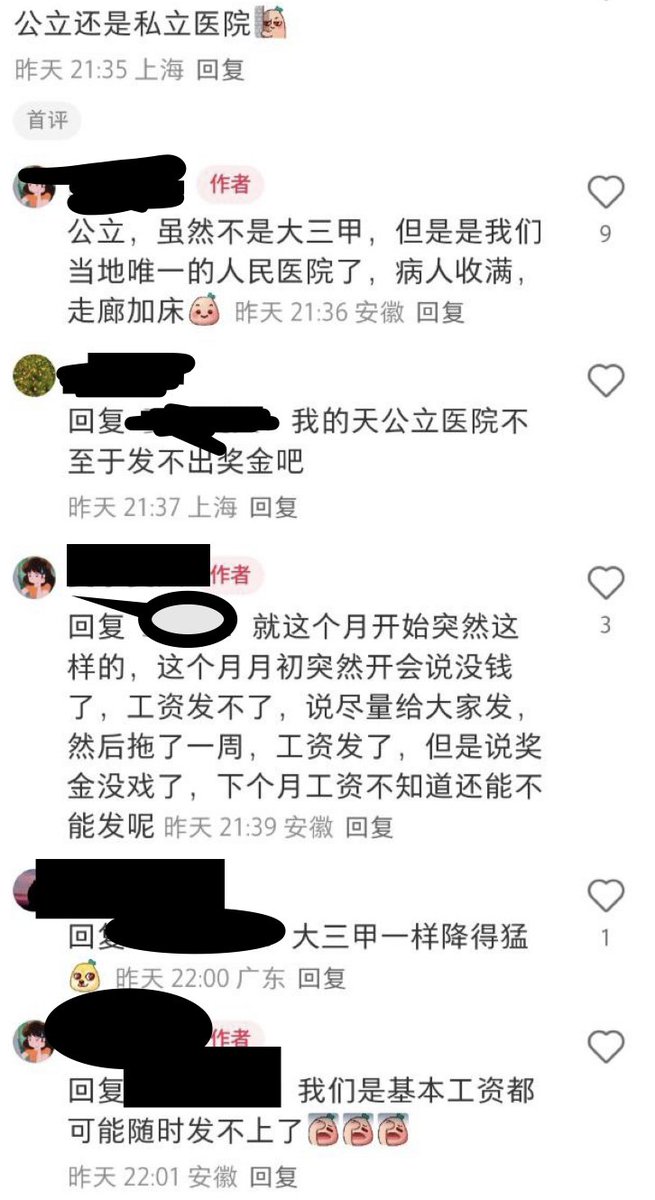 公立还是私立医院
昨天 21:35 上海 回复
首评
作者
公立，虽然不是大三甲，但是是我们
9
当地唯一的人民医院了，病人收满，
走廊加床 昨天 21:36 安徽 回复
回复 我的天公立医院不
至于发不出奖金吧
昨天 21:37 上海 回复
作者
回复 就这个月开始突然这
3
样的，这个月月初突然开会说没钱
了，工资发不了，说尽量给大家发，
然后拖了一周，工资发了，但是说奖
金没戏了，下个月工资不知道还能不
能发呢 昨天 21:39 安徽 回复
回复 大三甲一样降得猛
1
昨天 22:00 广东 回复
作者
回复 我们是基本工资都
可能随时发不上了
昨天 22:01 安徽 回复